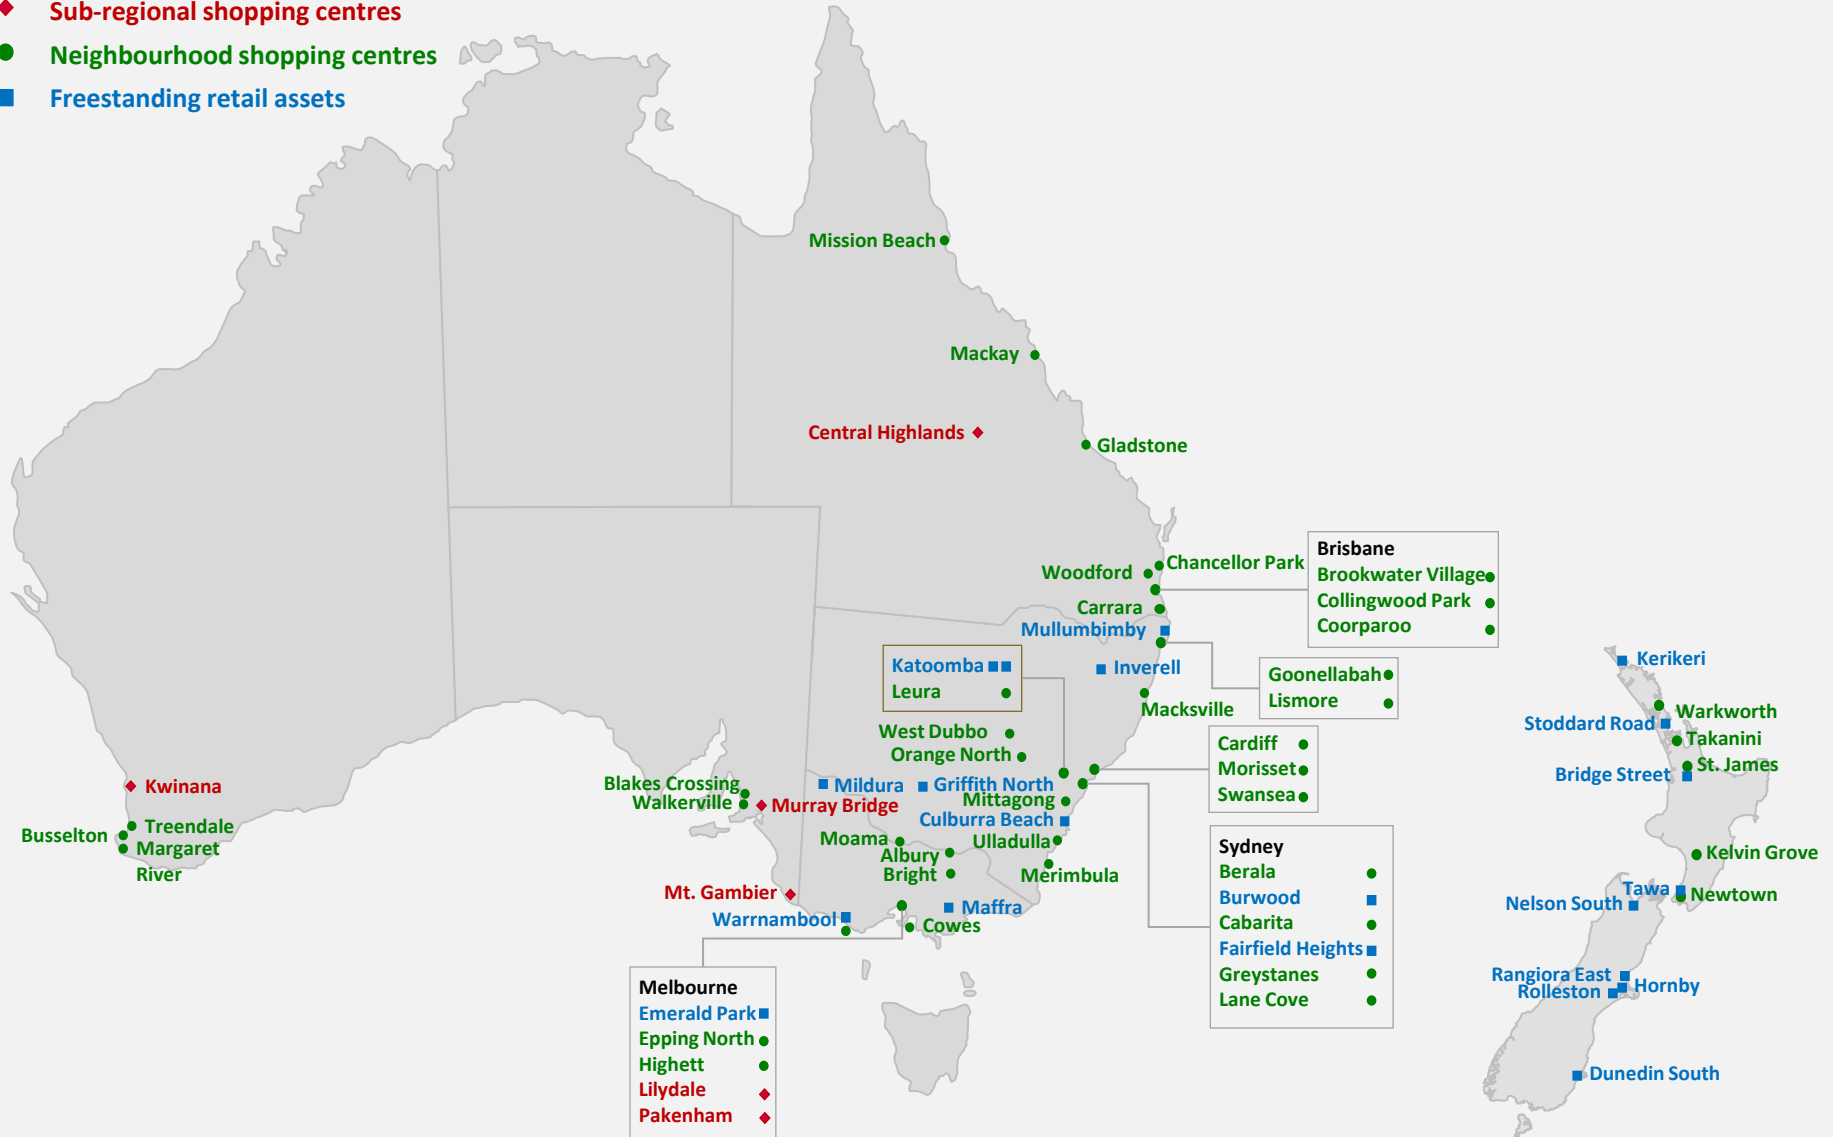 Sub-regional shopping centres
Neighbourhood shopping centres
Freestanding retail assets
Mission Beach
Mackay
Central Highlands
Gladstone
Chancellor Park
Woodford
Carrara
Mullumbimby
Inverell
Macksville
Brisbane
Brookwater Village
Collingwood Park
Coorparoo
Goonellabah
Lismore
Katoomba
Leura
West Dubbo
Orange North
Cardiff
Morisset
Swansea
Blakes Crossing
Walkerville
Mildura
Griffith North
Murray Bridge
Mittagong
Culburra Beach
Moama
Ulladulla
Albury
Bright
Merimbula
Mt. Gambier
Warrnambool
Maffra
Cowes
Kwinana
Treendale
Busselton
Margaret
River
Sydney
Berala
Burwood
Cabarita
Fairfield Heights
Greystanes
Lane Cove
Melbourne
Emerald Park
Epping North
Highett
Lilydale
Pakenham
Kerikeri
Warkworth
Stoddard Road
Takanini
St. James
Bridge Street
Kelvin Grove
Tawa
Newtown
Nelson South
Rangiora East
Hornby
Rolleston
Dunedin South